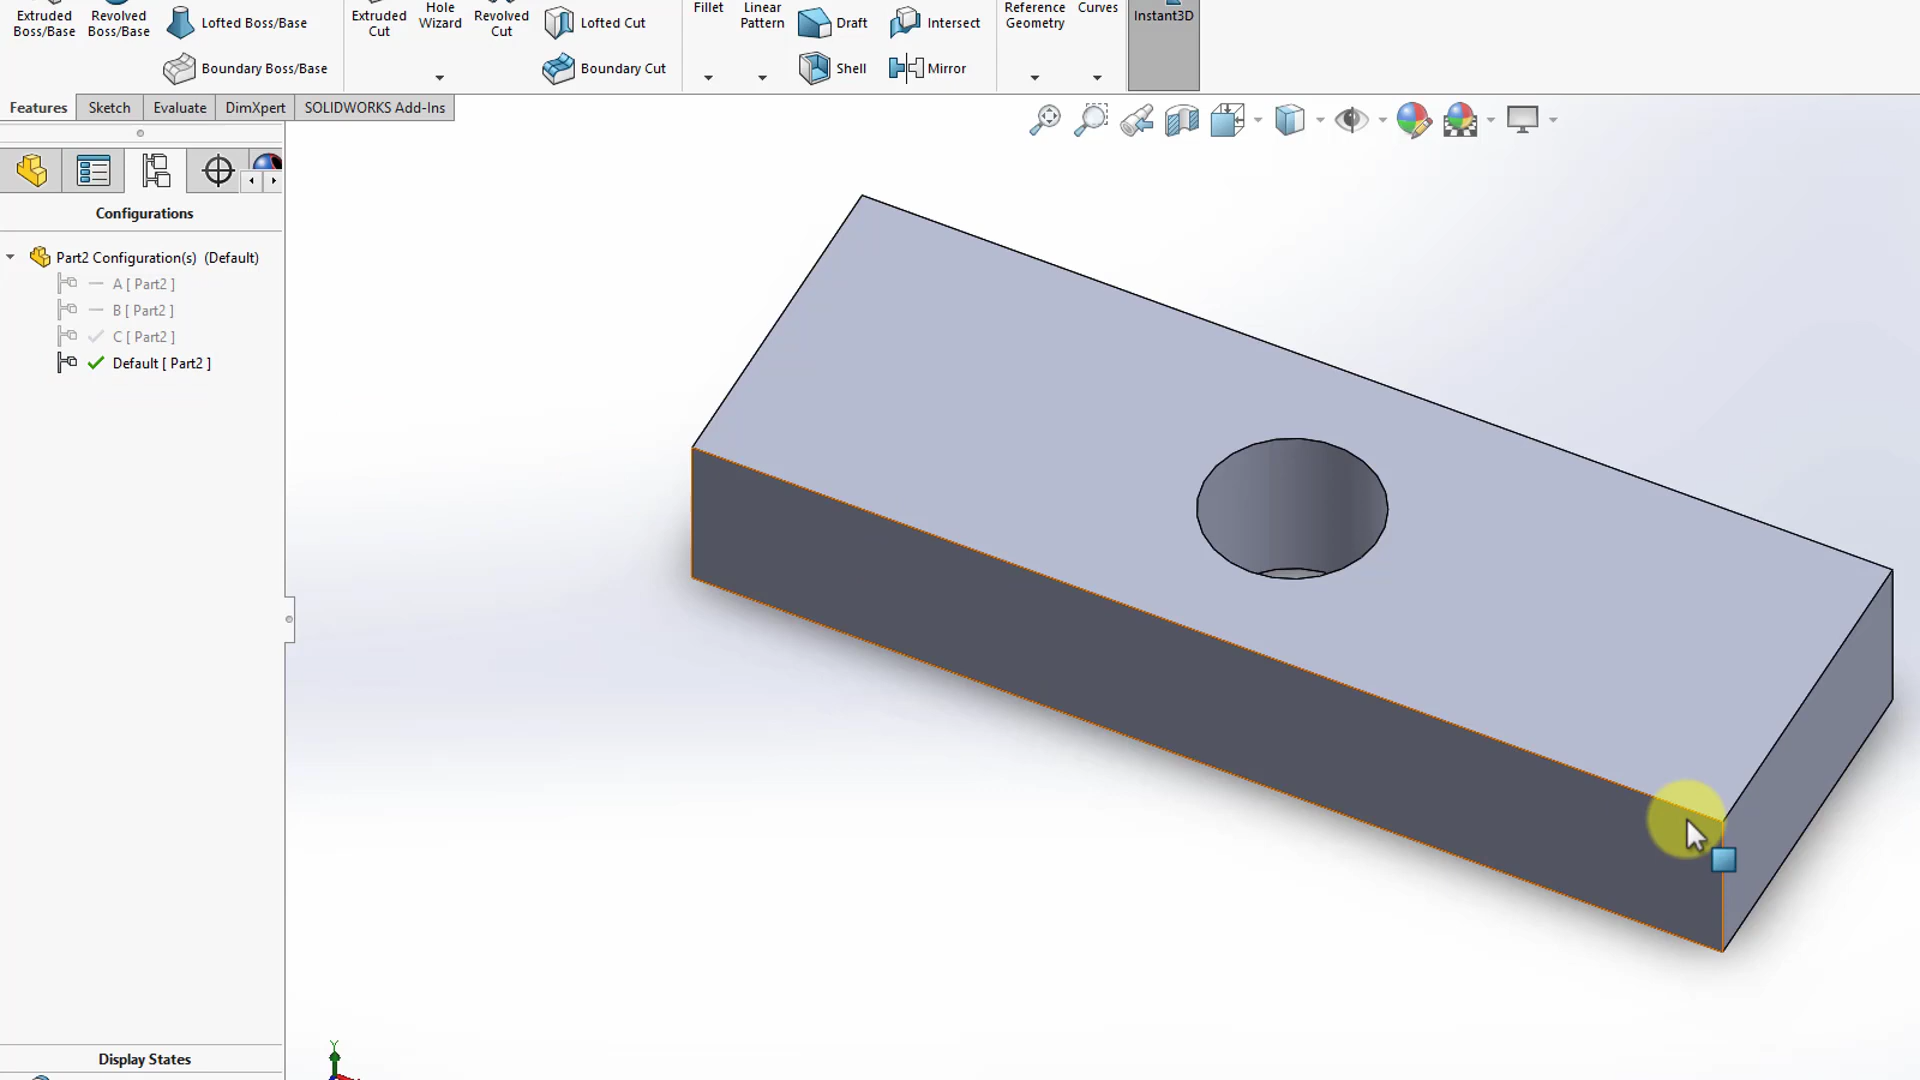 Extruded Boss/Base
Revolved Boss/Base
Lofted Boss/Base
Boundary Boss/Base
Extruded Cut
Hole Wizard
Revolved Cut
Lofted Cut
Boundary Cut
Fillet
Linear Pattern
Draft
Shell
Intersect
Mirror
Reference Geometry
Curves
Instant3D
Features
Sketch
Evaluate
DimXpert
SOLIDWORKS Add-Ins
Configurations
Part2 Configuration(s) (Default)
A [ Part2 ]
B [ Part2 ]
C [ Part2 ]
Default [ Part2 ]
Display States
Y